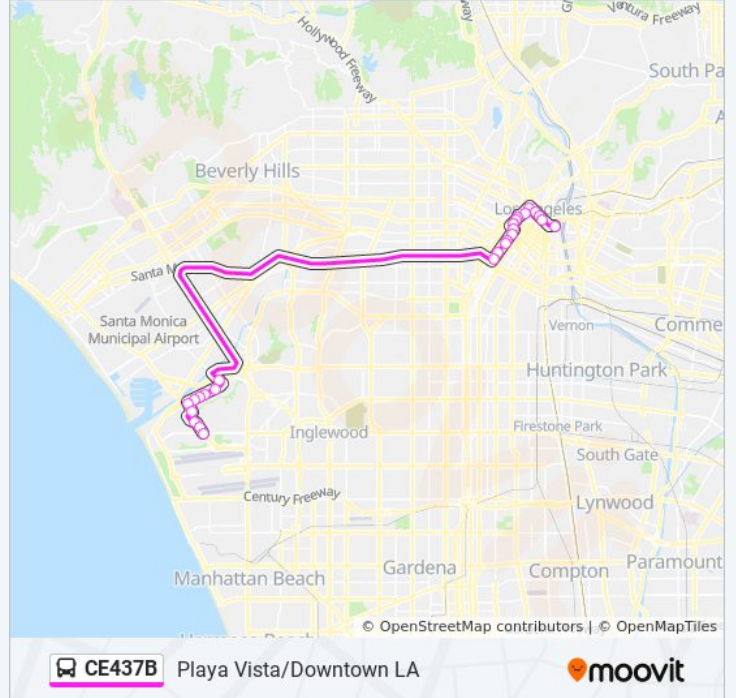 Ventura Freeway
Hollywood Freeway
South Pa
Beverly Hills
Los Angeles
Santa M
Santa Monica
Municipal Airport
Vernon
Comme
Huntington Park
Inglewood
Firestone Park
South Gate
Century Freeway
Lynwood
Manhattan Beach
Gardena
Compton
Paramount
© OpenStreetMap contributors | © OpenMapTiles
CE437B Playa Vista/Downtown LA moovit